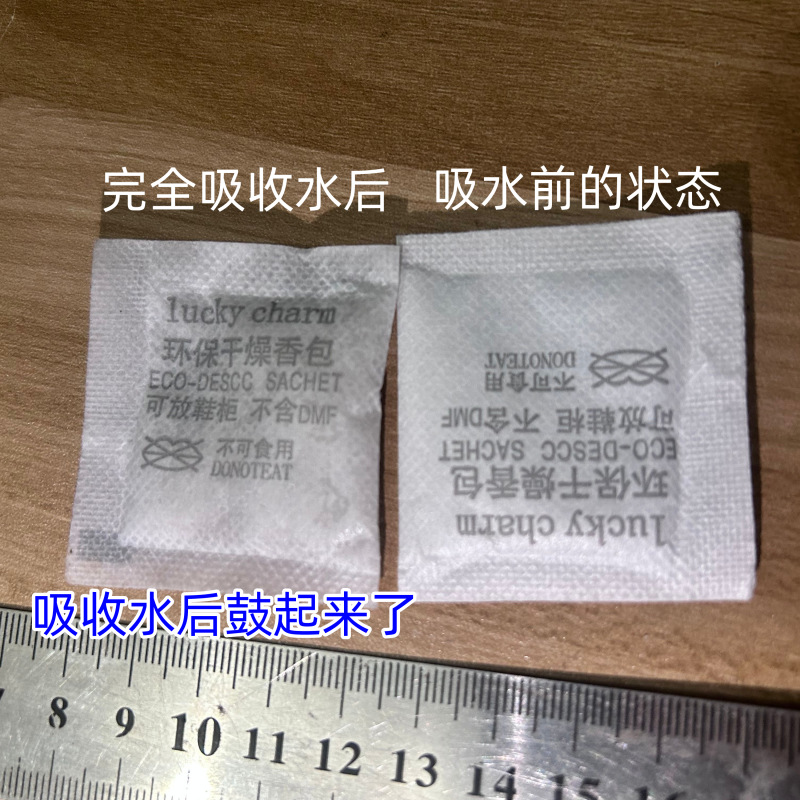 完全吸收水后
吸水前的状态
lucky charm
环保干燥香包
ECO-DESCC SACHET
可放鞋柜 不含DMF
不可食用
DONOTEAT
lucky charm
环保干燥香包
ECO-DESCC SACHET
可放鞋柜 不含DMF
不可食用
DONOTEAT
吸收水后鼓起来了
8 9 10 11 12 13 14 15 16